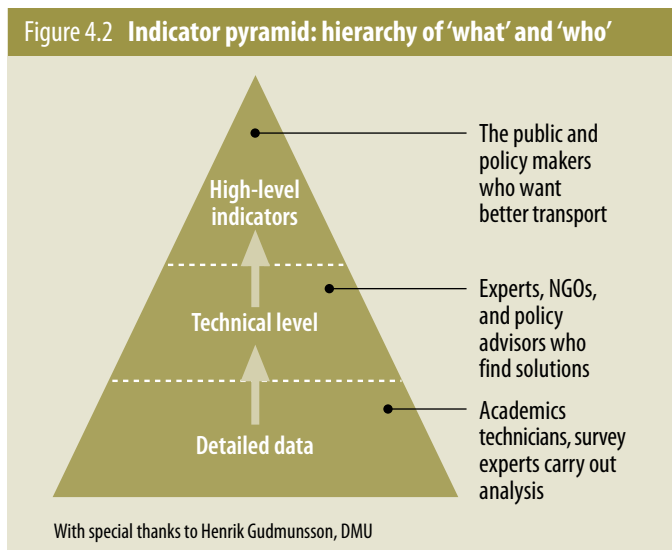 Figure 4.2 Indicator pyramid: hierarchy of ‘what’ and ‘who’
High-level
indicators
The public and
policy makers
who want
better transport
Technical level
Experts, NGOs,
and policy
advisors who
find solutions
Detailed data
Academics
technicians, survey
experts carry out
analysis
With special thanks to Henrik Gudmunsson, DMU